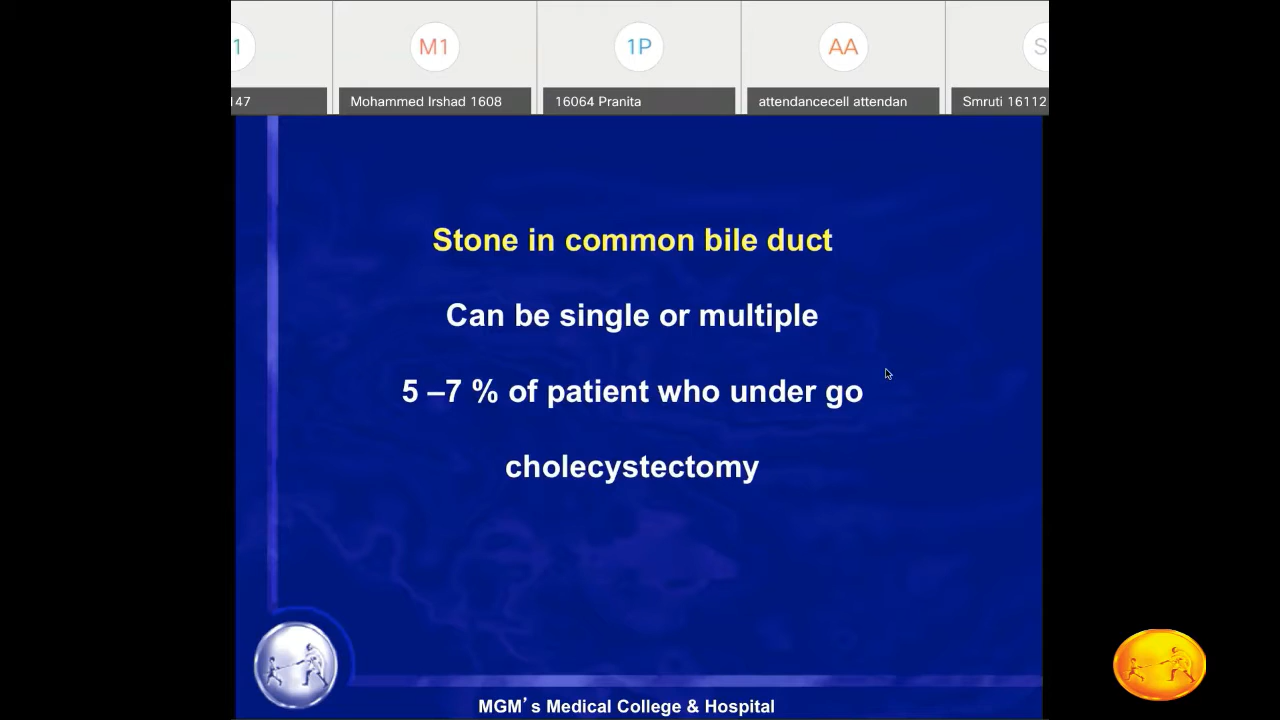 1
M1
1P
AA
S
147
Mohammed Irshad 1608
16064 Pranita
attendancecell attendan
Smruti 16112
Stone in common bile duct
Can be single or multiple
5 –7 % of patient who under go
cholecystectomy
MGM’s Medical College & Hospital